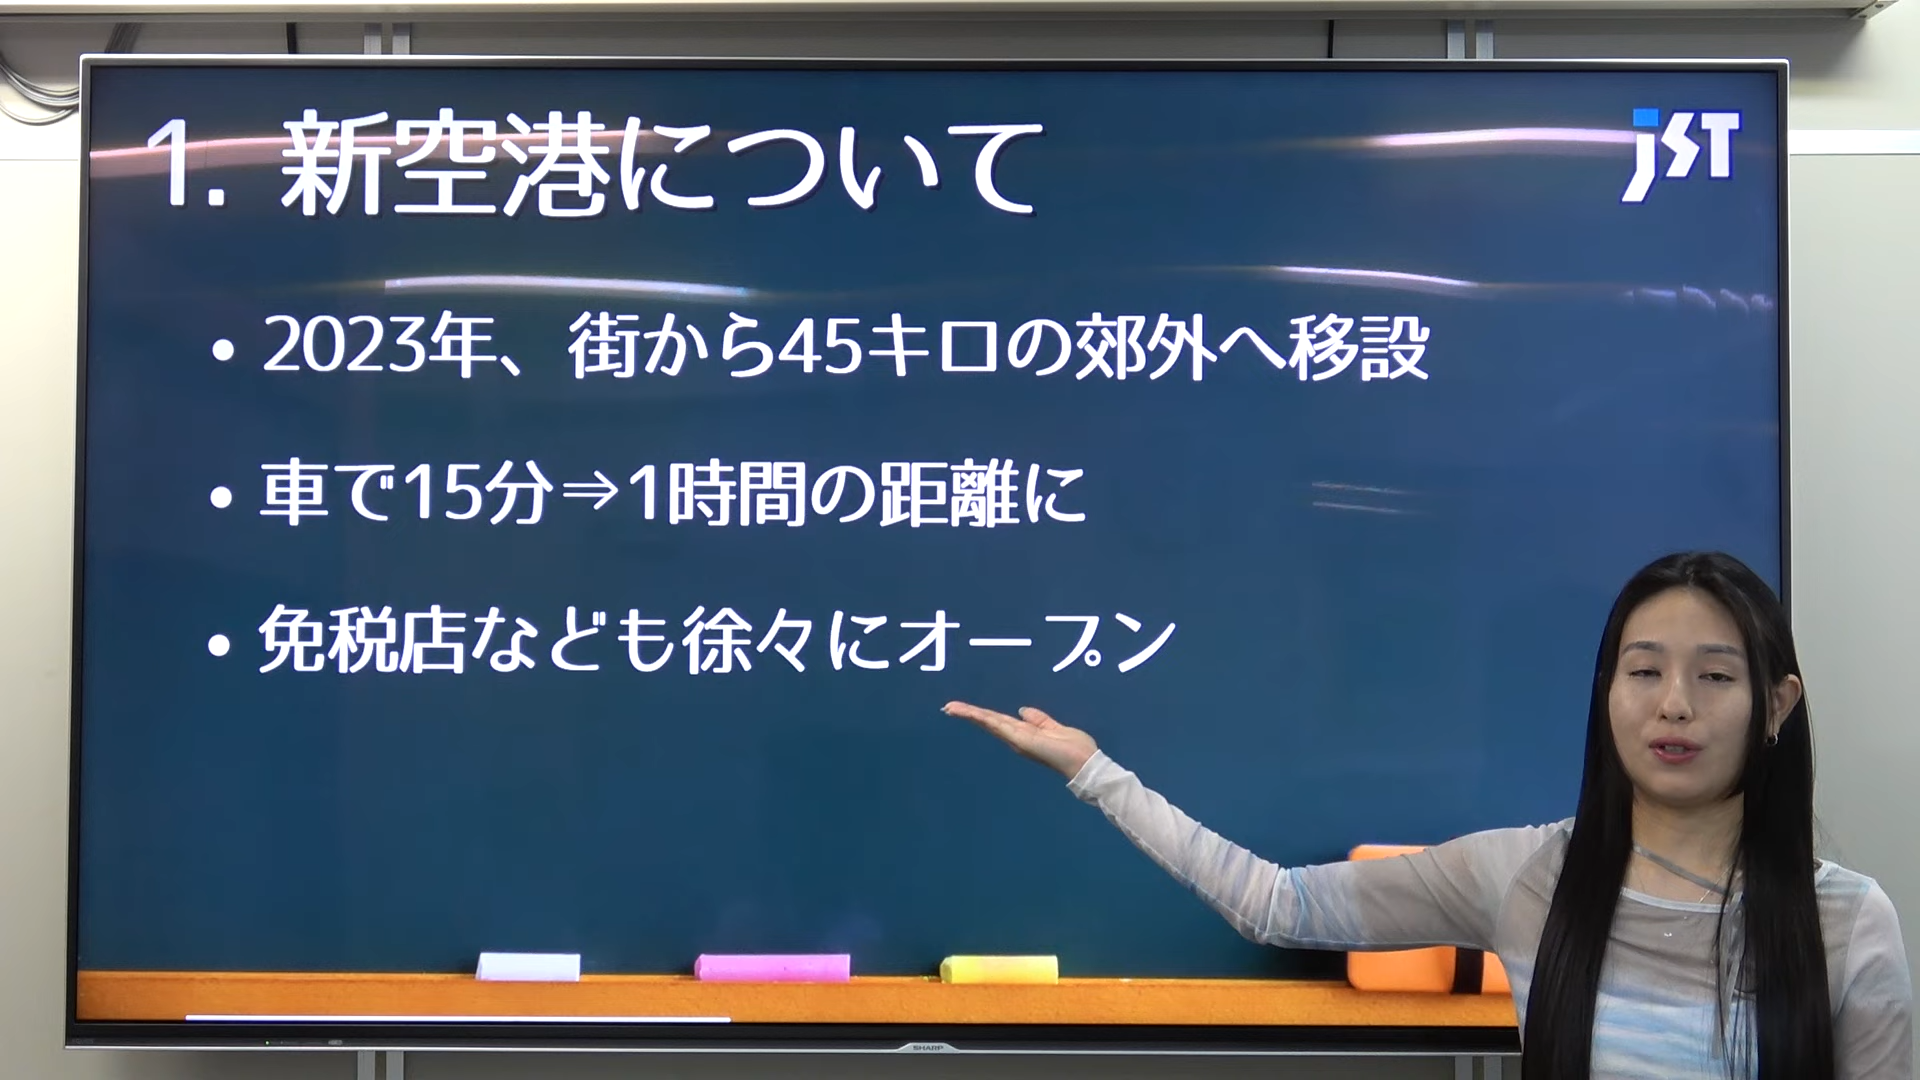 1. 新空港について
JST
• 2023年、街から45キロの郊外へ移設
• 車で15分⇒1時間の距離に
• 免税店なども徐々にオープン
SHARP